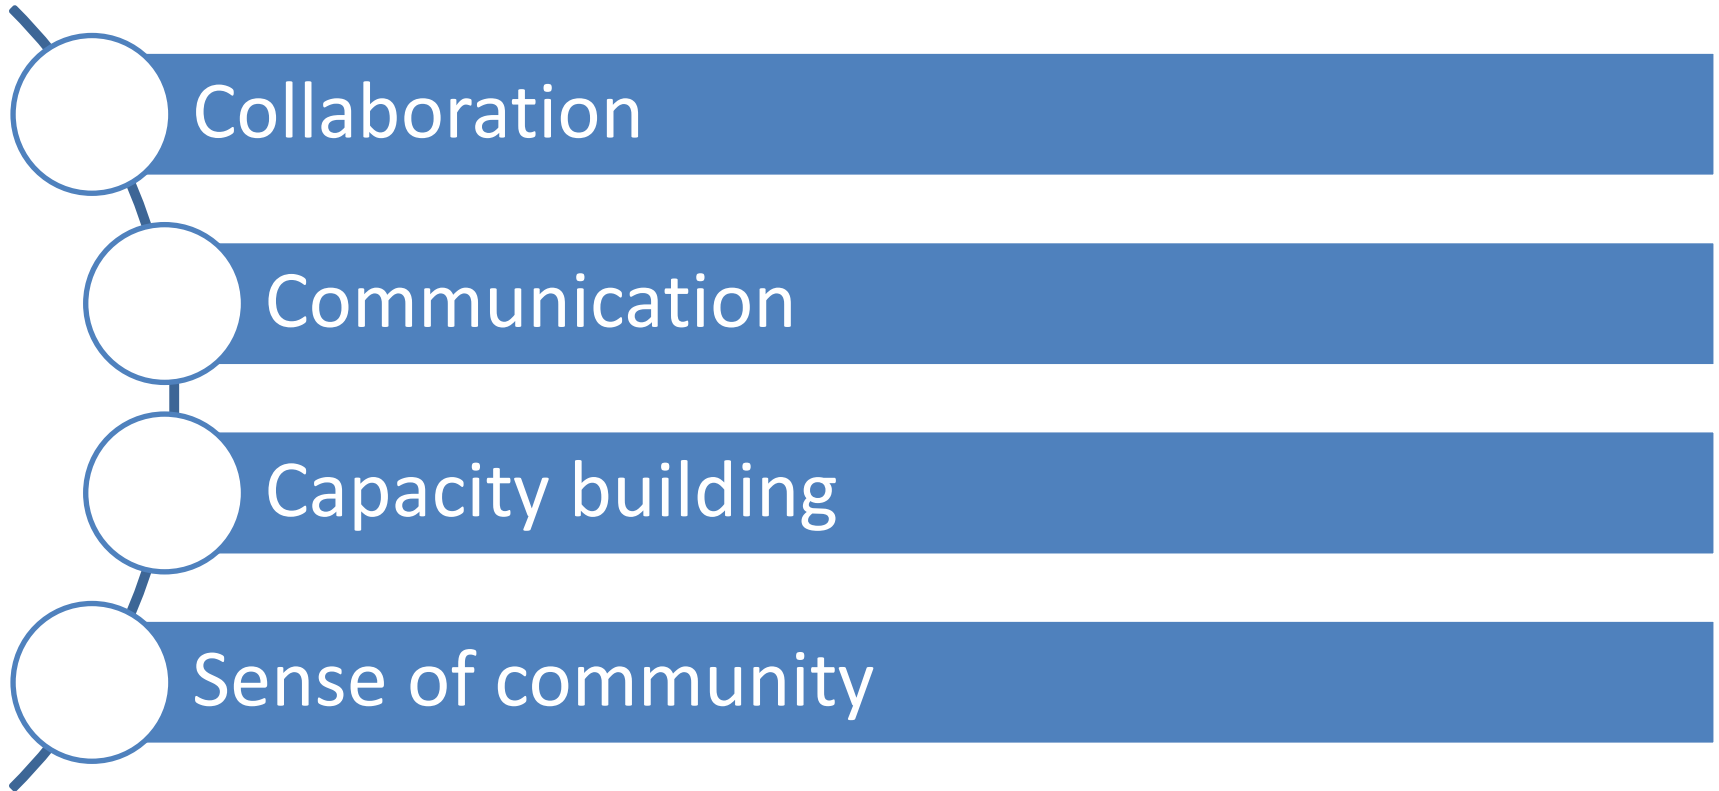 Collaboration
Communication
Capacity building
Sense of community